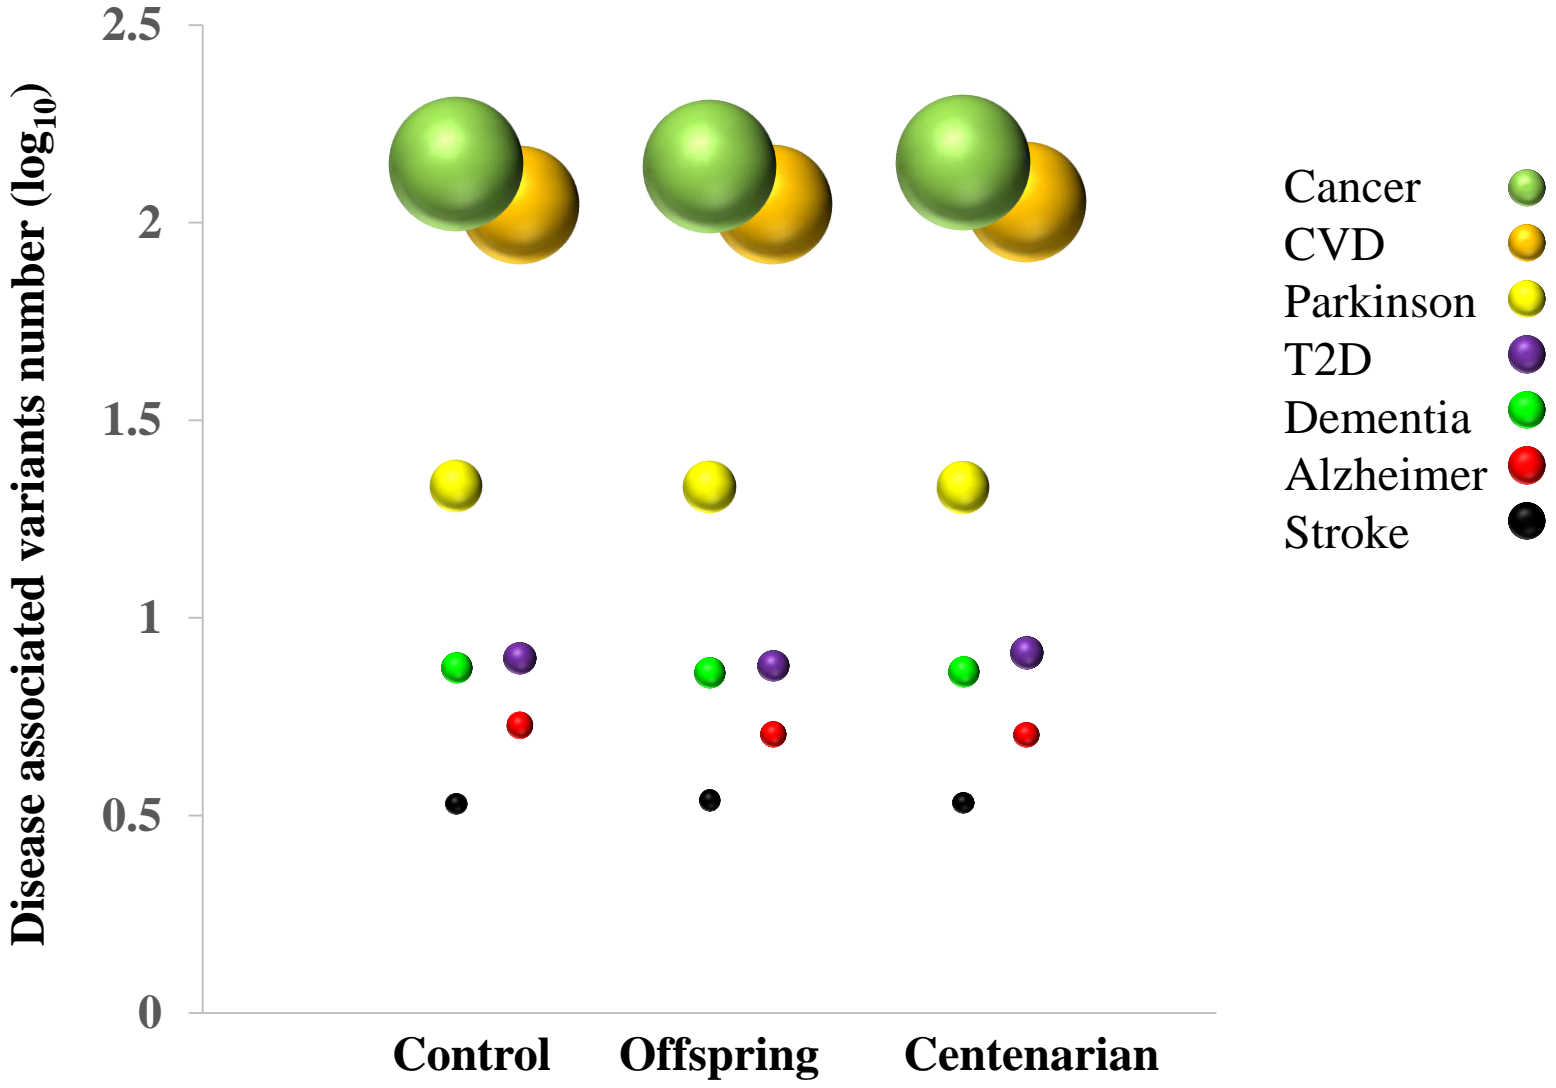 Disease associated variants number (log10)
2.5
2
1.5
1
0.5
0
Control Offspring Centenarian
Cancer
CVD
Parkinson
T2D
Dementia
Alzheimer
Stroke